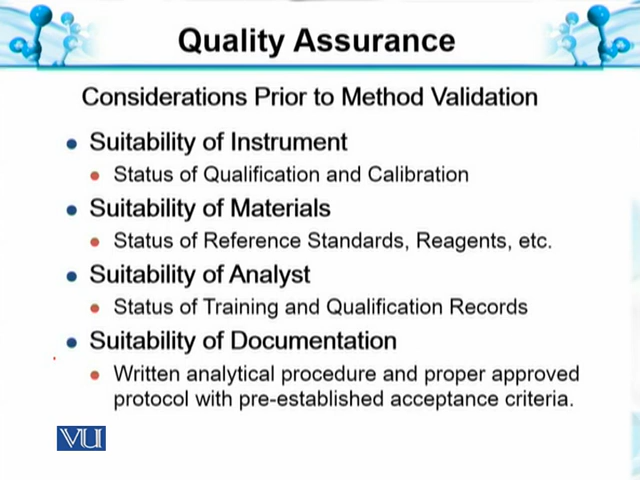 Quality Assurance
Considerations Prior to Method Validation
Suitability of Instrument
Status of Qualification and Calibration
Suitability of Materials
Status of Reference Standards, Reagents, etc.
Suitability of Analyst
Status of Training and Qualification Records
Suitability of Documentation
Written analytical procedure and proper approved
protocol with pre-established acceptance criteria.
VU